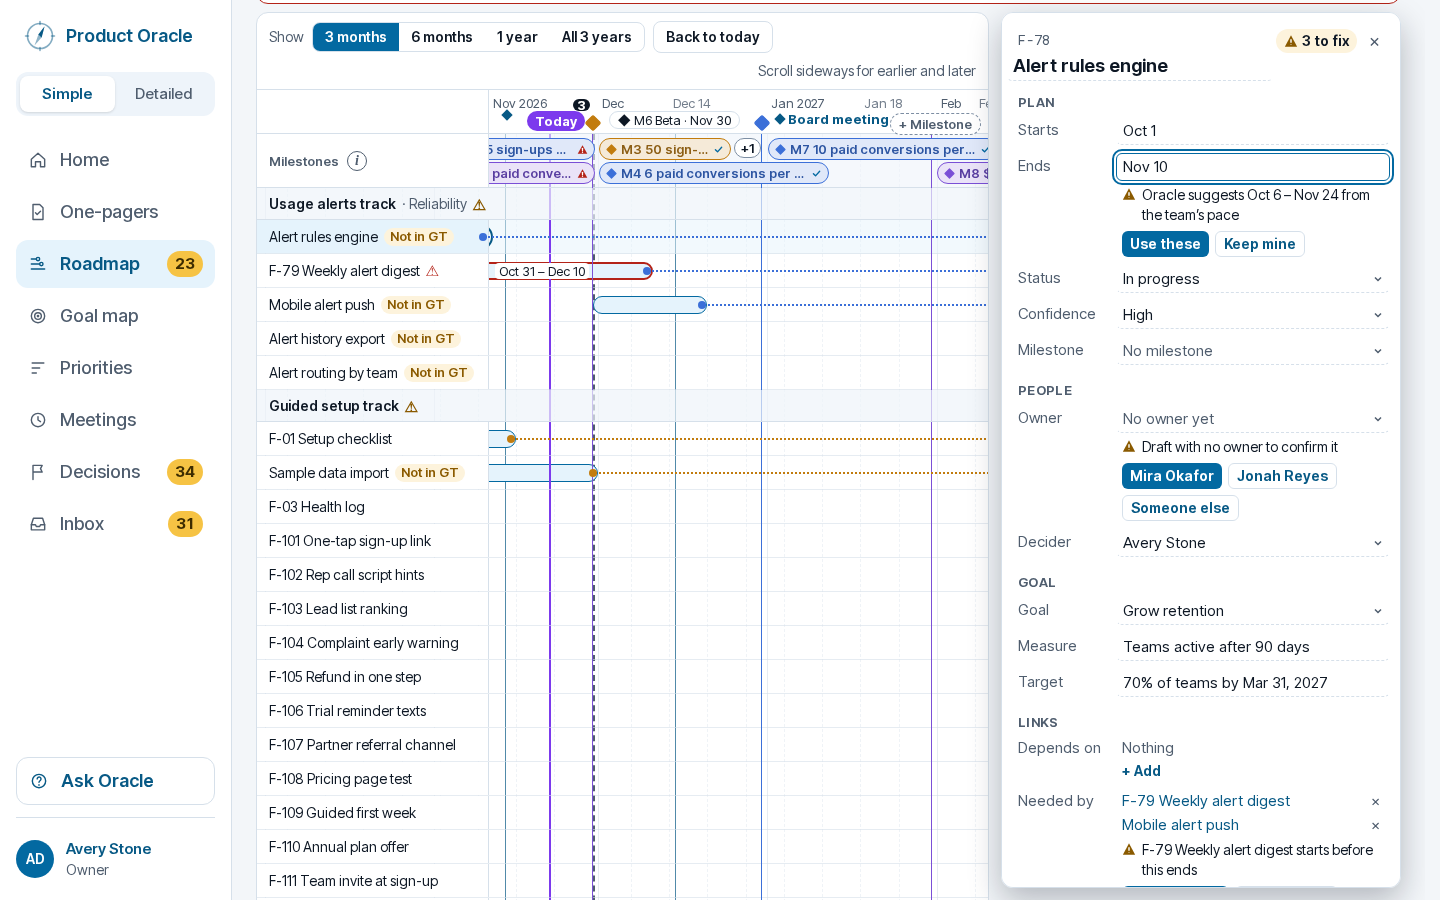 Product Oracle
Simple
Detailed
Home
One-pagers
Roadmap
23
Goal map
Priorities
Meetings
Decisions
34
Inbox
31
Ask Oracle
AD
Avery Stone
Owner
Show
3 months
6 months
1 year
All 3 years
Back to today
Scroll sideways for earlier and later
Nov 2026
3
Dec
Dec 14
Jan 2027
Jan 18
Feb
Today
M6 Beta · Nov 30
Board meeting
+ Milestone
Milestones
i
5 sign-ups ...
M3 50 sign-...
+1
M7 10 paid conversions per...
paid conve...
M4 6 paid conversions per ...
M8 $
Usage alerts track · Reliability
Alert rules engine
Not in GT
F-79 Weekly alert digest
Oct 31 – Dec 10
Mobile alert push
Not in GT
Alert history export
Not in GT
Alert routing by team
Not in GT
Guided setup track
F-01 Setup checklist
Sample data import
Not in GT
F-03 Health log
F-101 One-tap sign-up link
F-102 Rep call script hints
F-103 Lead list ranking
F-104 Complaint early warning
F-105 Refund in one step
F-106 Trial reminder texts
F-107 Partner referral channel
F-108 Pricing page test
F-109 Guided first week
F-110 Annual plan offer
F-111 Team invite at sign-up
F-78
3 to fix
×
Alert rules engine
PLAN
Starts
Oct 1
Ends
Nov 10
Oracle suggests Oct 6 – Nov 24 from
the team's pace
Use these
Keep mine
Status
In progress
Confidence
High
Milestone
No milestone
PEOPLE
Owner
No owner yet
Draft with no owner to confirm it
Mira Okafor
Jonah Reyes
Someone else
Decider
Avery Stone
GOAL
Goal
Grow retention
Measure
Teams active after 90 days
Target
70% of teams by Mar 31, 2027
LINKS
Depends on
Nothing
+ Add
Needed by
F-79 Weekly alert digest
×
Mobile alert push
×
F-79 Weekly alert digest starts before
this ends